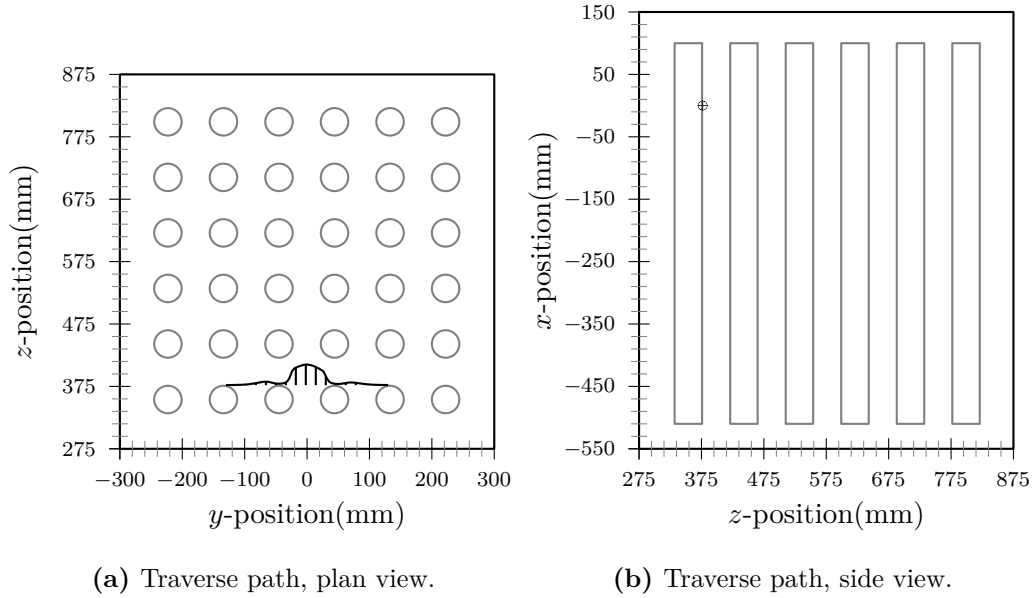 875
775
675
575
475
375
275
z-position(mm)
−300 −200 −100 0 100 200 300
y-position(mm)
(a) Traverse path, plan view.
150
50
−50
−150
−250
−350
−450
−550
x-position(mm)
275 375 475 575 675 775 875
z-position(mm)
(b) Traverse path, side view.